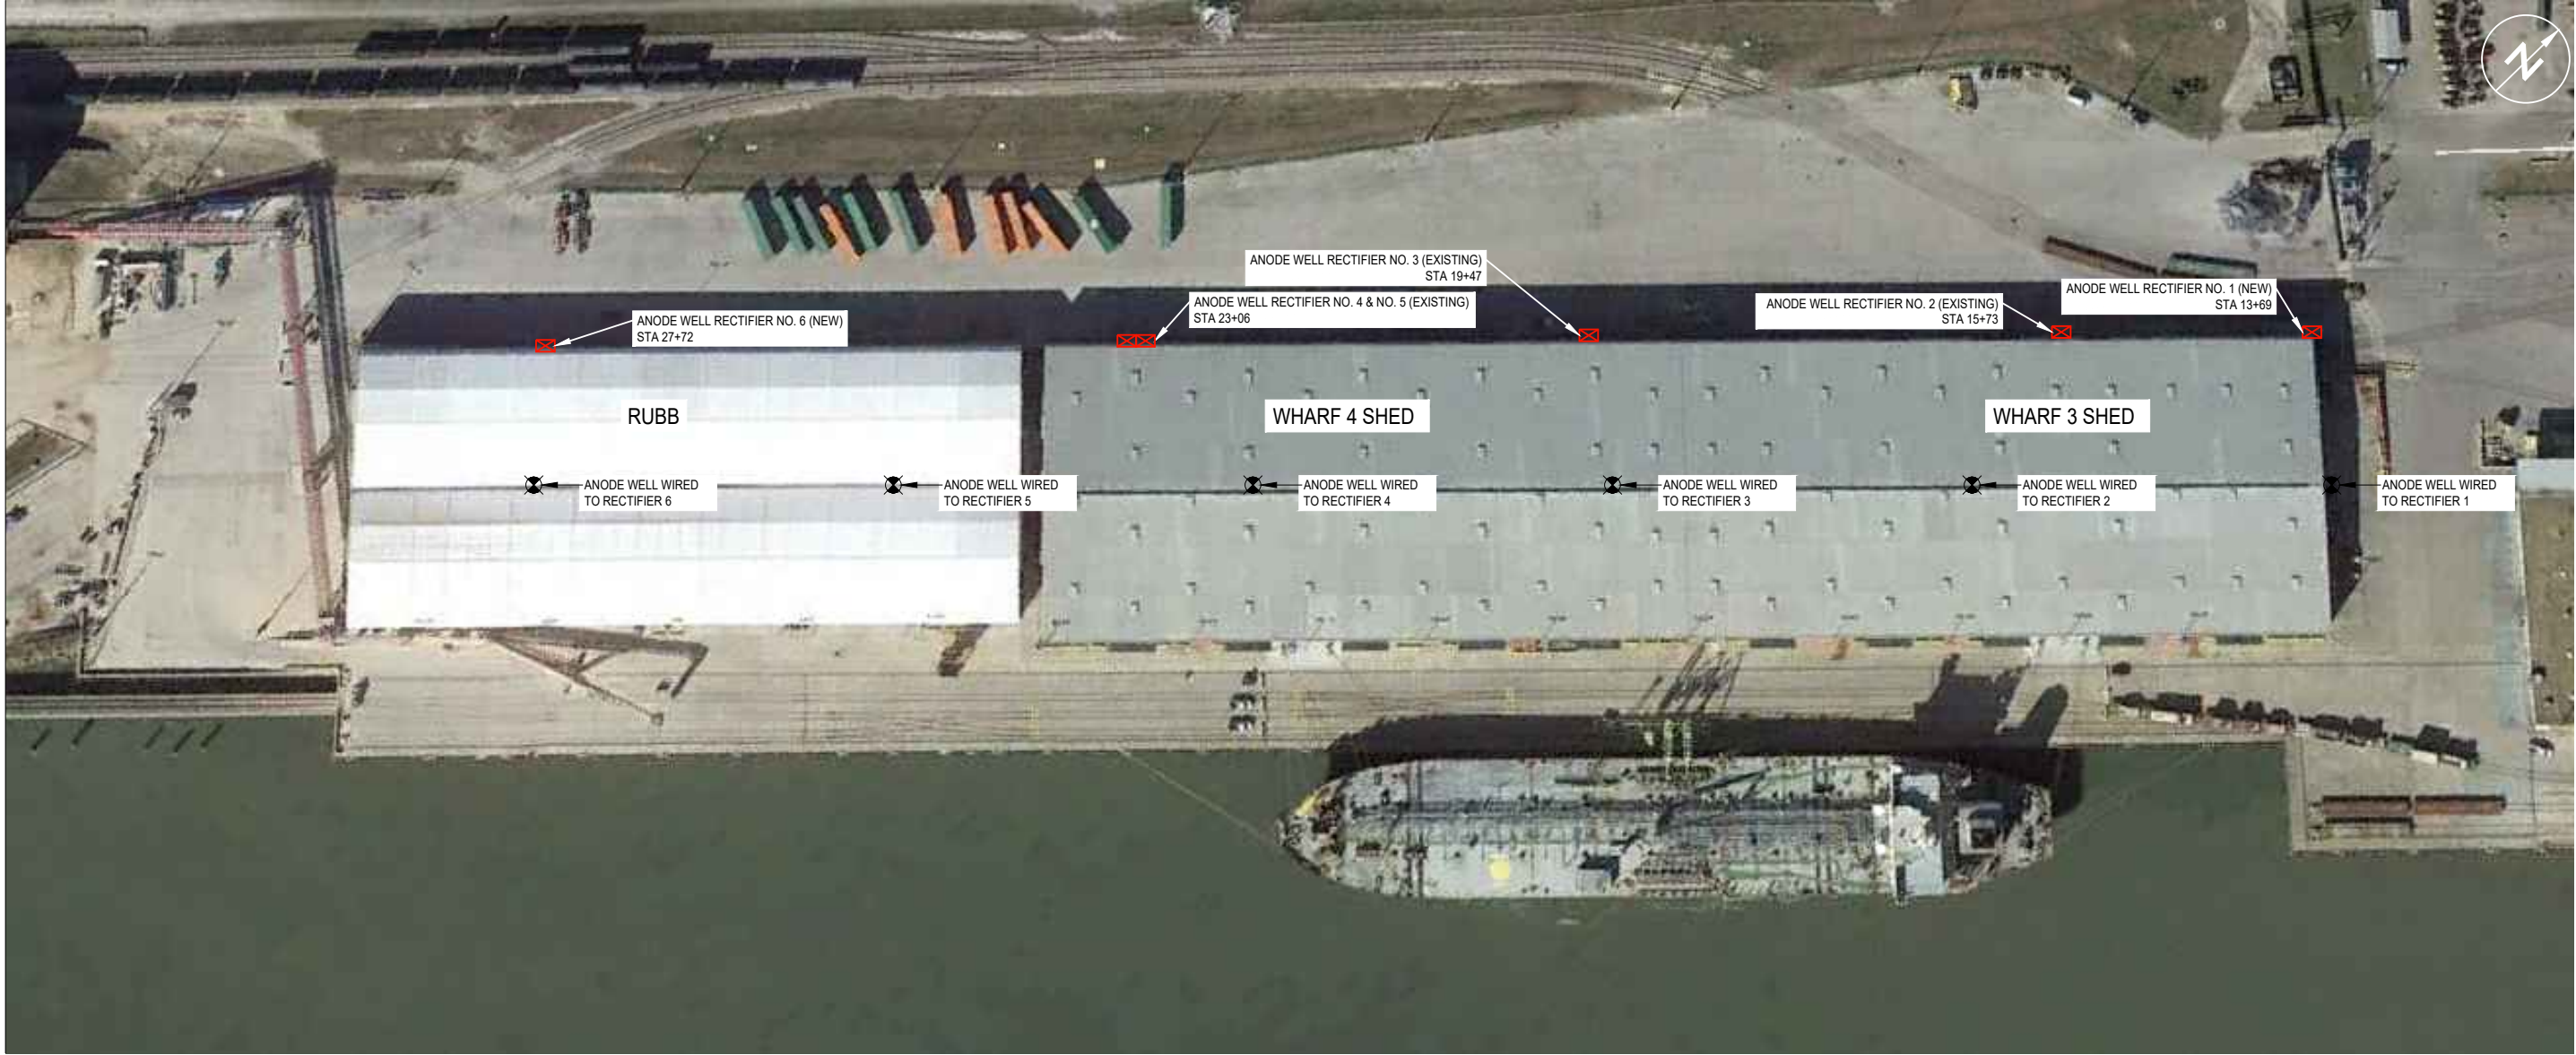 N
ANODE WELL RECTIFIER NO. 3 (EXISTING)
STA 19+47
ANODE WELL RECTIFIER NO. 4 & NO. 5 (EXISTING)
STA 23+06
ANODE WELL RECTIFIER NO. 2 (EXISTING)
STA 15+73
ANODE WELL RECTIFIER NO. 1 (NEW)
STA 13+69
ANODE WELL RECTIFIER NO. 6 (NEW)
STA 27+72
RUBB
WHARF 4 SHED
WHARF 3 SHED
ANODE WELL WIRED
TO RECTIFIER 6
ANODE WELL WIRED
TO RECTIFIER 5
ANODE WELL WIRED
TO RECTIFIER 4
ANODE WELL WIRED
TO RECTIFIER 3
ANODE WELL WIRED
TO RECTIFIER 2
ANODE WELL WIRED
TO RECTIFIER 1